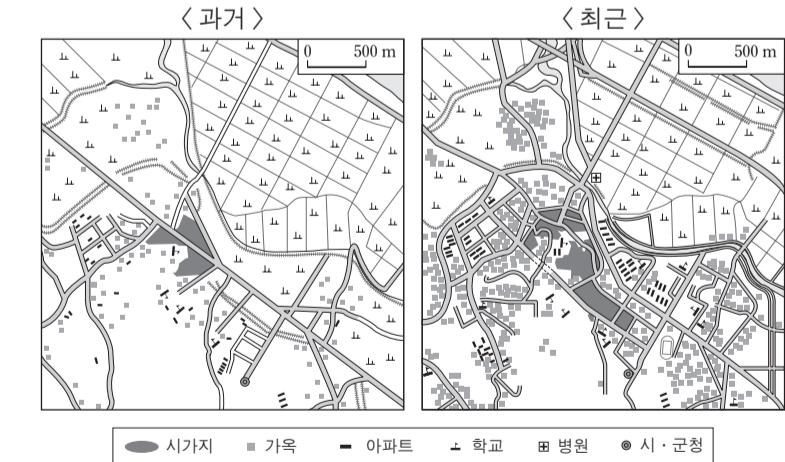 〈 과거 〉
〈 최근 〉
0 500 m
0 500 m
시가지 가옥 아파트 학교 병원 시 · 군청